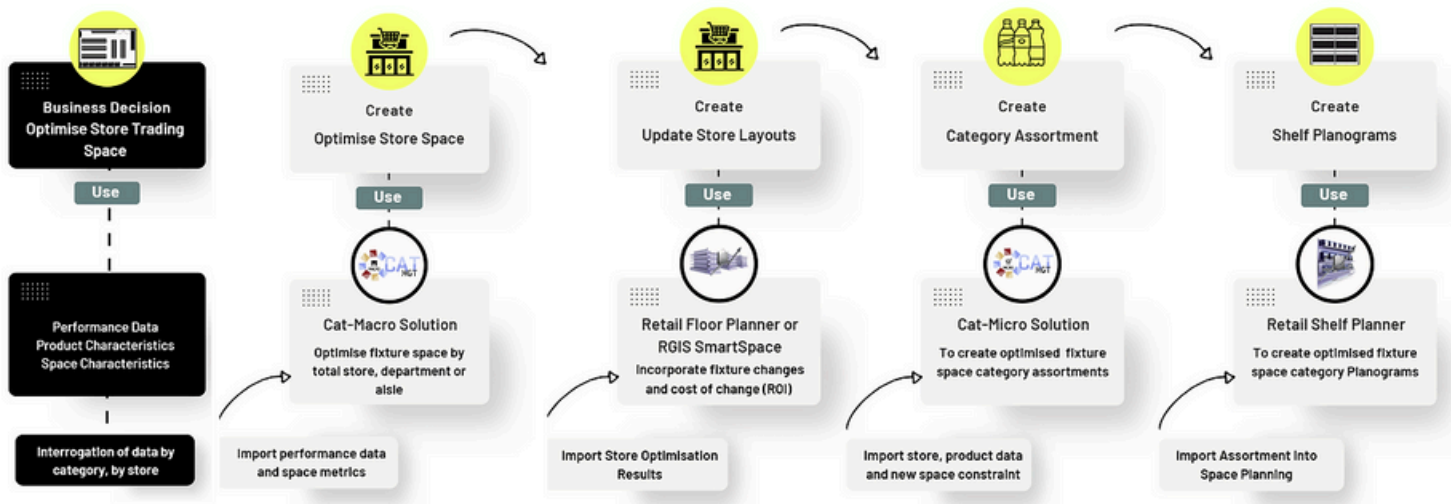 Business Decision
Optimise Store Trading
Space
Use
Performance Data
Product Characteristics
Space Characteristics
Interrogation of data by
category, by store
Create
Optimise Store Space
Use
CAT
NGT
Cat-Macro Solution
Optimise fixture space by
total store, department or
aisle
Import performance data
and space metrics
Create
Update Store Layouts
Use
Retail Floor Planner or
RGIS SmartSpace
Incorporate fixture changes
and cost of change (ROI)
Import Store Optimisation
Results
Create
Category Assortment
Use
CAT
NGT
Cat-Micro Solution
To create optimised fixture
space category assortments
Import store, product data
and new space constraint
Create
Shelf Planograms
Use
Retail Shelf Planner
To create optimised fixture
space category Planograms
Import Assortment into
Space Planning